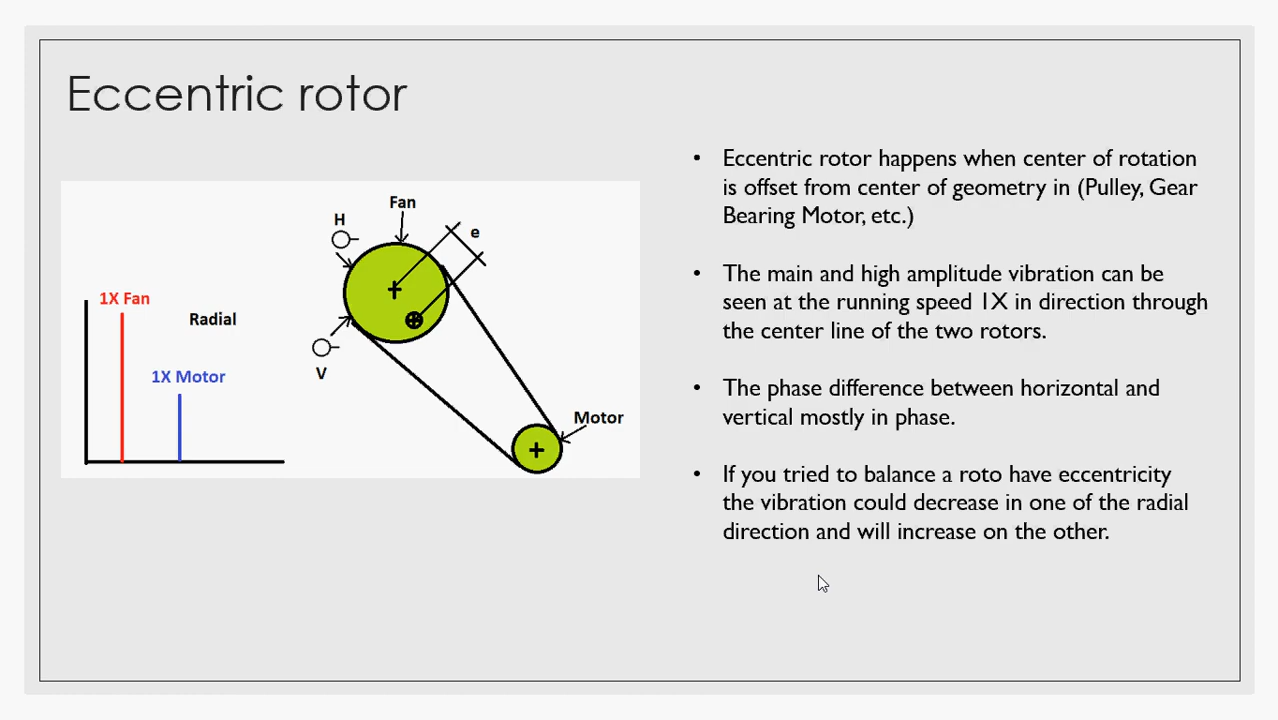 Eccentric rotor
Fan
H
e
1X Fan
Radial
1X Motor
V
Motor
• Eccentric rotor happens when center of rotation
is offset from center of geometry in (Pulley, Gear
Bearing Motor, etc.)
• The main and high amplitude vibration can be
seen at the running speed 1X in direction through
the center line of the two rotors.
• The phase difference between horizontal and
vertical mostly in phase.
• If you tried to balance a roto have eccentricity
the vibration could decrease in one of the radial
direction and will increase on the other.